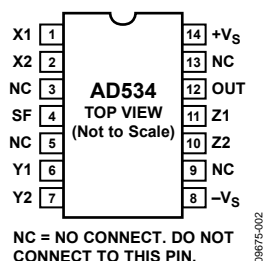 X1 1 14 +VS
X2 2 13 NC
NC 3 AD534 12 OUT
SF 4 TOP VIEW 11 Z1
(Not to Scale)
NC 5 10 Z2
Y1 6 9 NC
Y2 7 8 –VS
NC = NO CONNECT. DO NOT
CONNECT TO THIS PIN.
09675-002